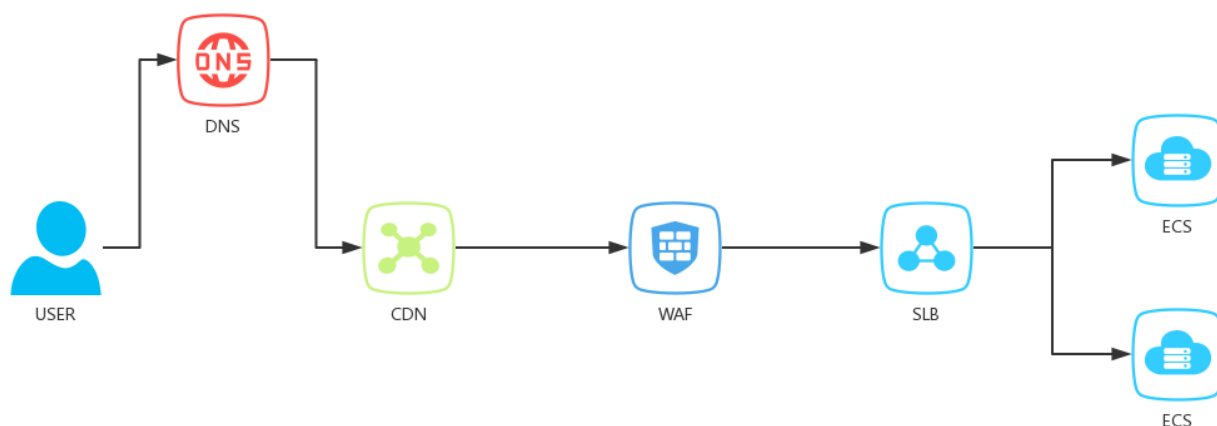 DNS
DNS
USER
CDN
WAF
SLB
ECS
ECS